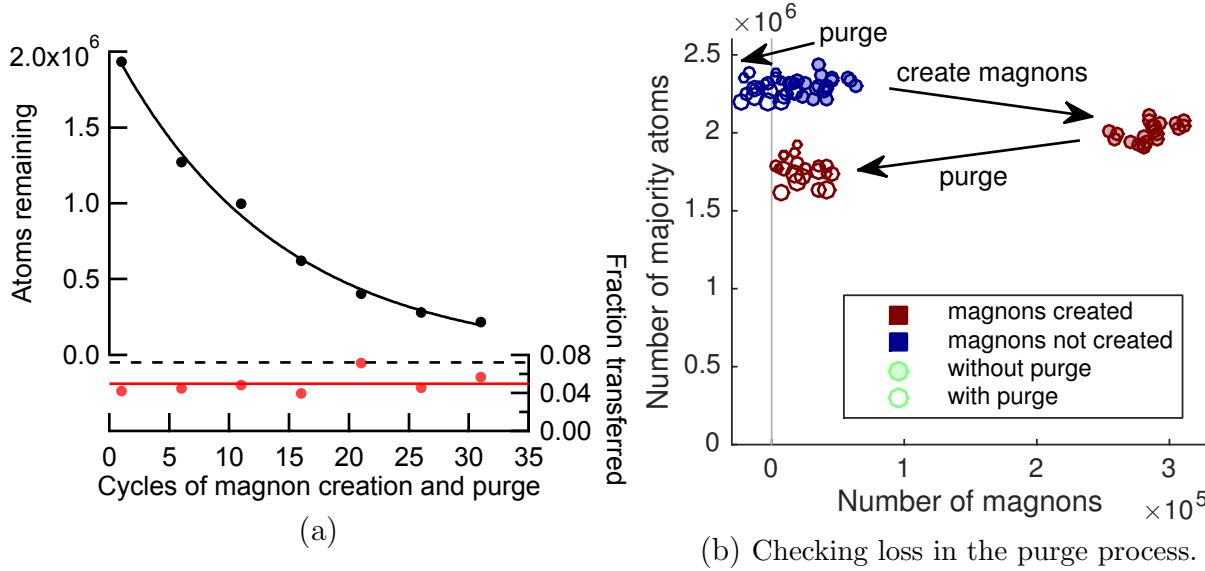 2.0x10^6
1.5
1.0
0.5
0.0
Atoms remaining
0.08
0.04
0.00
Fraction transferred
0 5 10 15 20 25 30 35
Cycles of magnon creation and purge
(a)
×10^6
2.5
2
1.5
1
0.5
0
Number of majority atoms
purge
create magnons
purge
magnons created
magnons not created
without purge
with purge
0 1 2 3
Number of magnons
×10^5
(b) Checking loss in the purge process.